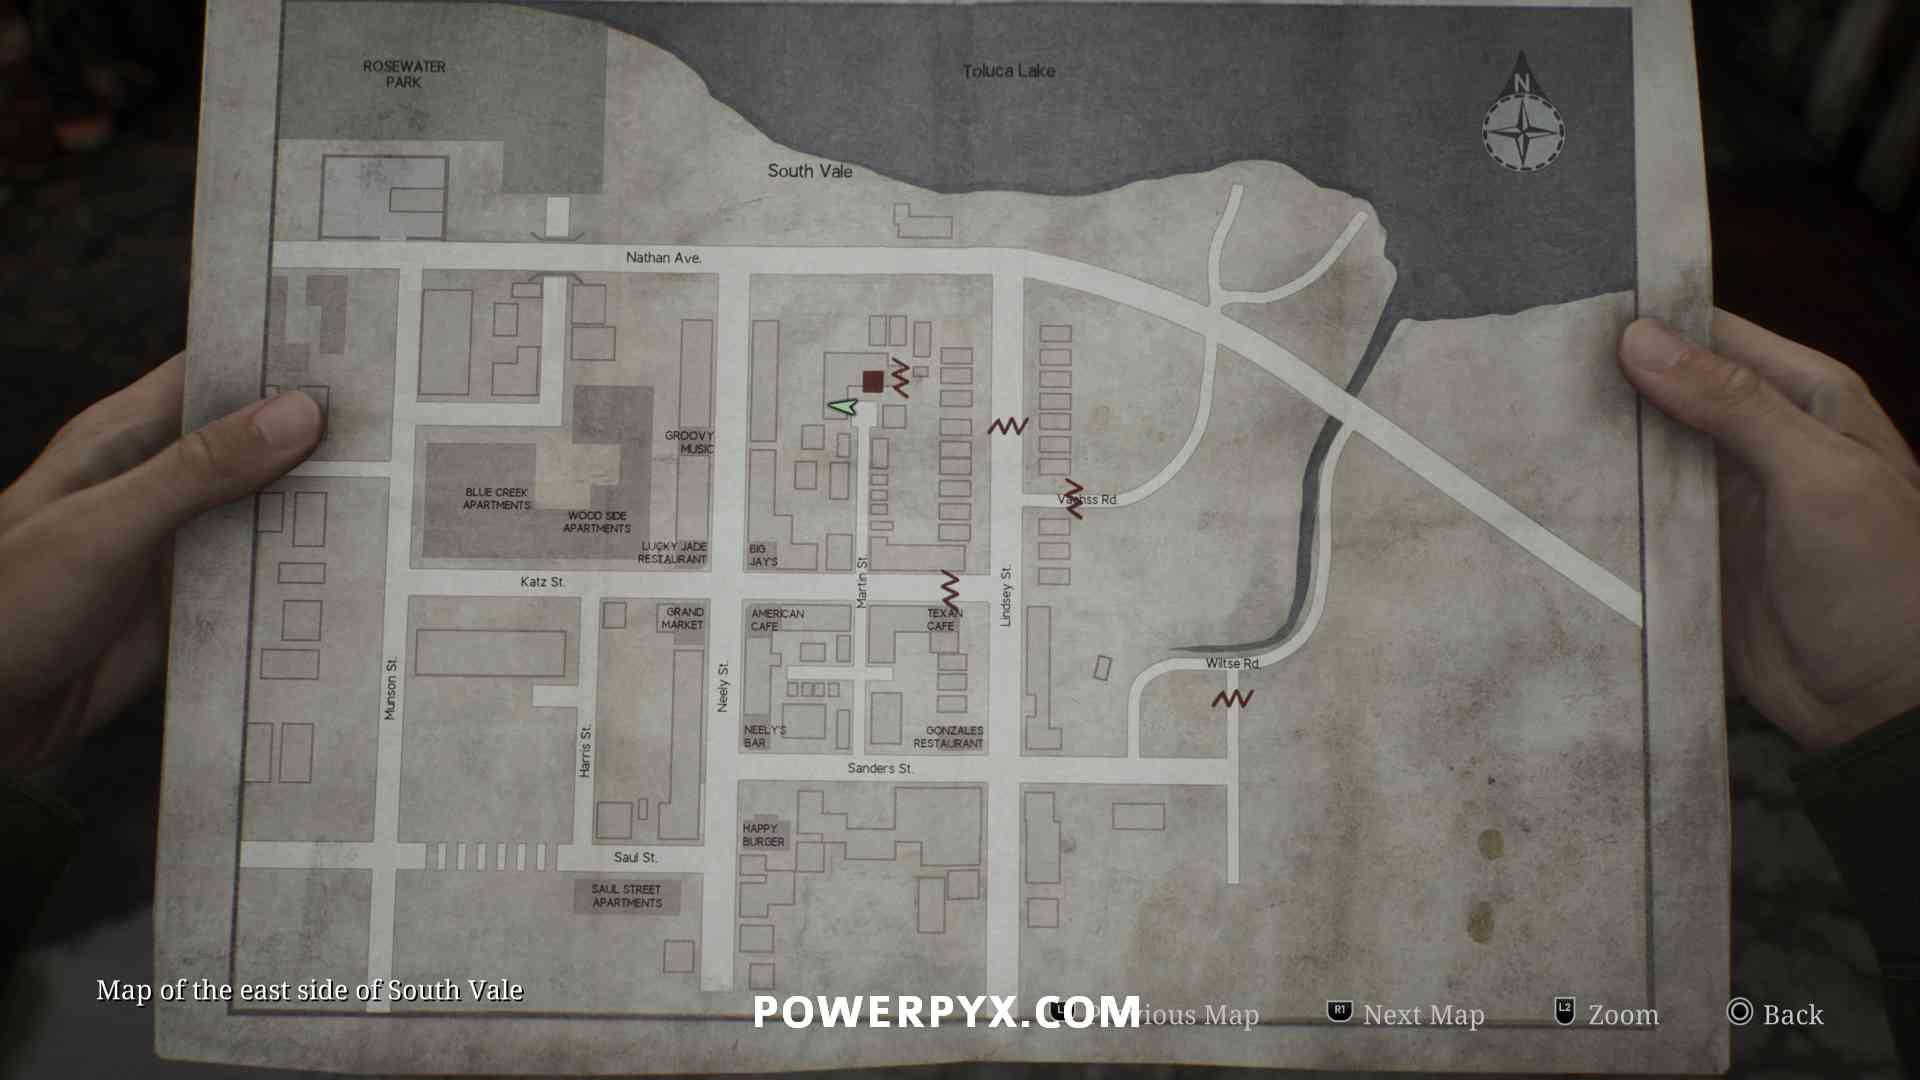 ROSEWATER
PARK
Toluca Lake
N
South Vale
Nathan Ave.
GROOVY
MUSIC
BLUE CREEK
APARTMENTS
WOOD SIDE
APARTMENTS
Vachss Rd.
LUCKY JADE
RESTAURANT
BIG
JAY'S
Katz St.
Martin St.
Lindsey St.
GRAND
MARKET
AMERICAN
CAFE
TEXAN
CAFE
Munson St.
Neely St.
Wiltse Rd.
Harris St.
NEELY'S
BAR
GONZALES
RESTAURANT
Sanders St.
HAPPY
BURGER
Saul St.
SAUL STREET
APARTMENTS
Map of the east side of South Vale
POWERPYX.COM
Previous Map
R1 Next Map
L2 Zoom
Back